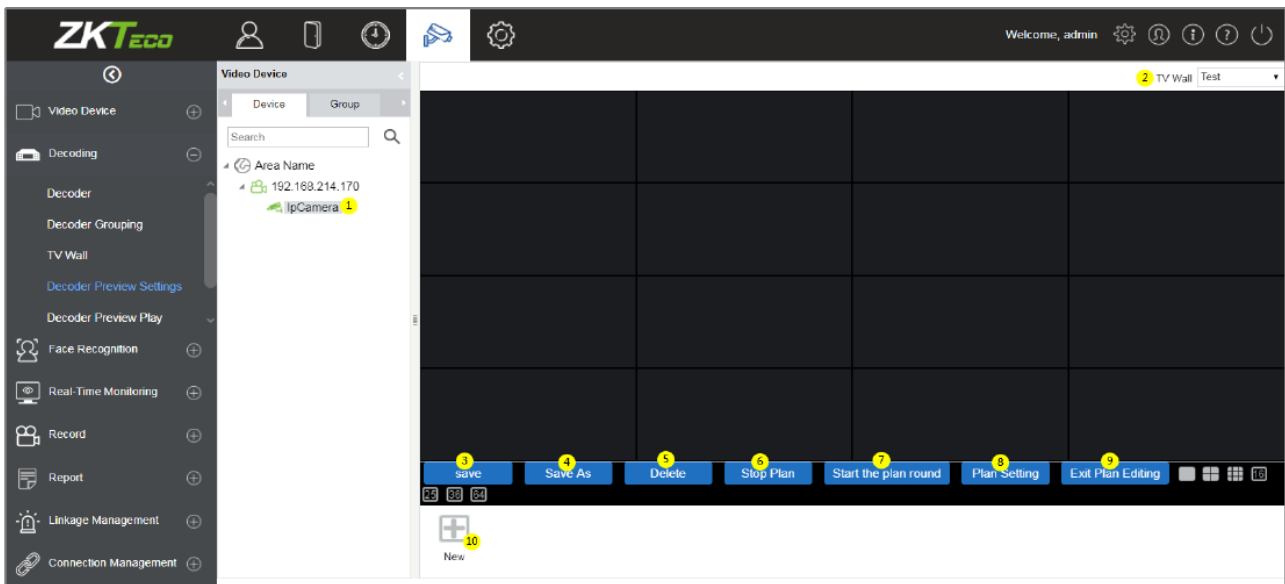 ZKTeco
Welcome, admin
Video Device
Decoding
Decoder
Decoder Grouping
TV Wall
Decoder Preview Settings
Decoder Preview Play
Face Recognition
Real-Time Monitoring
Record
Report
Linkage Management
Connection Management
Video Device
Device Group
Search
Area Name
192.168.214.170
IpCamera 1
2 TV Wall Test
3 4 5 6 7 8 9
save Save As Delete Stop Plan Start the plan round Plan Setting Exit Plan Editing 16
25 36 64
10
New